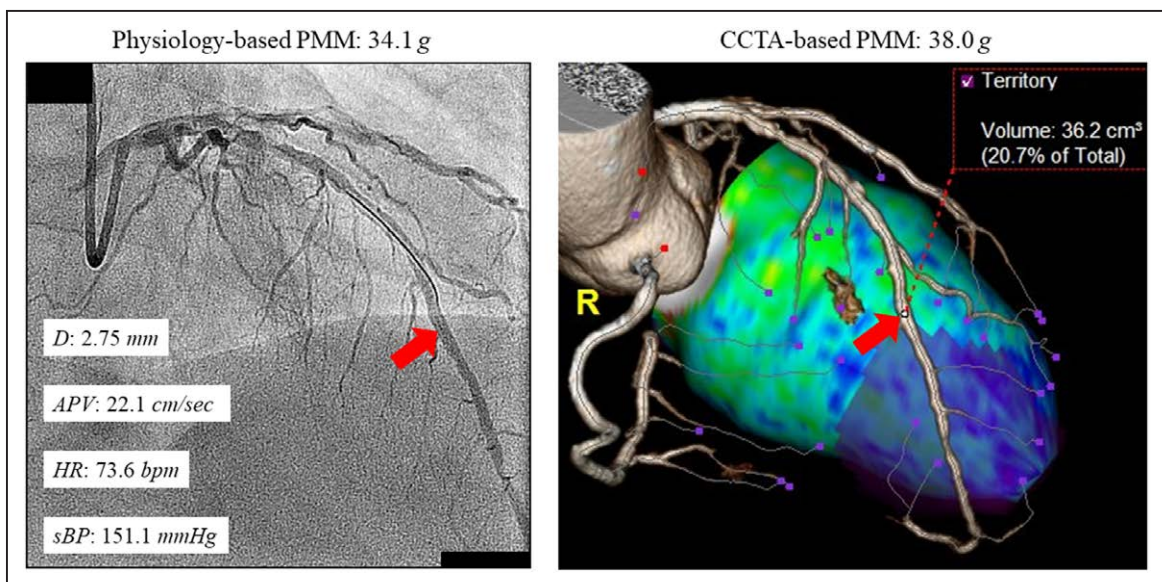 Physiology-based PMM: 34.1 g
CCTA-based PMM: 38.0 g
D: 2.75 mm
APV: 22.1 cm/sec
HR: 73.6 bpm
sBP: 151.1 mmHg
Territory
Volume: 36.2 cm³
(20.7% of Total)
R